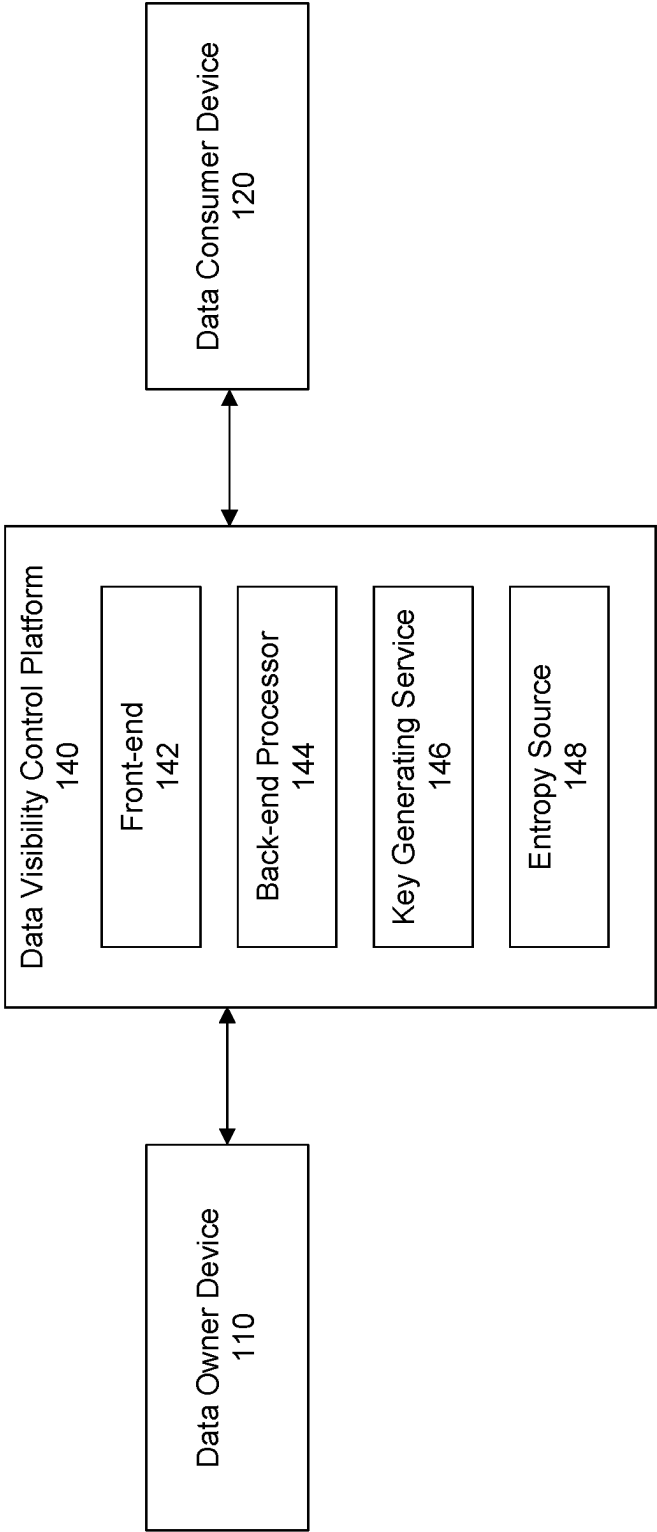 Data Owner Device
110
Data Visibility Control Platform
140
Front-end
142
Back-end Processor
144
Key Generating Service
146
Entropy Source
148
Data Consumer Device
120